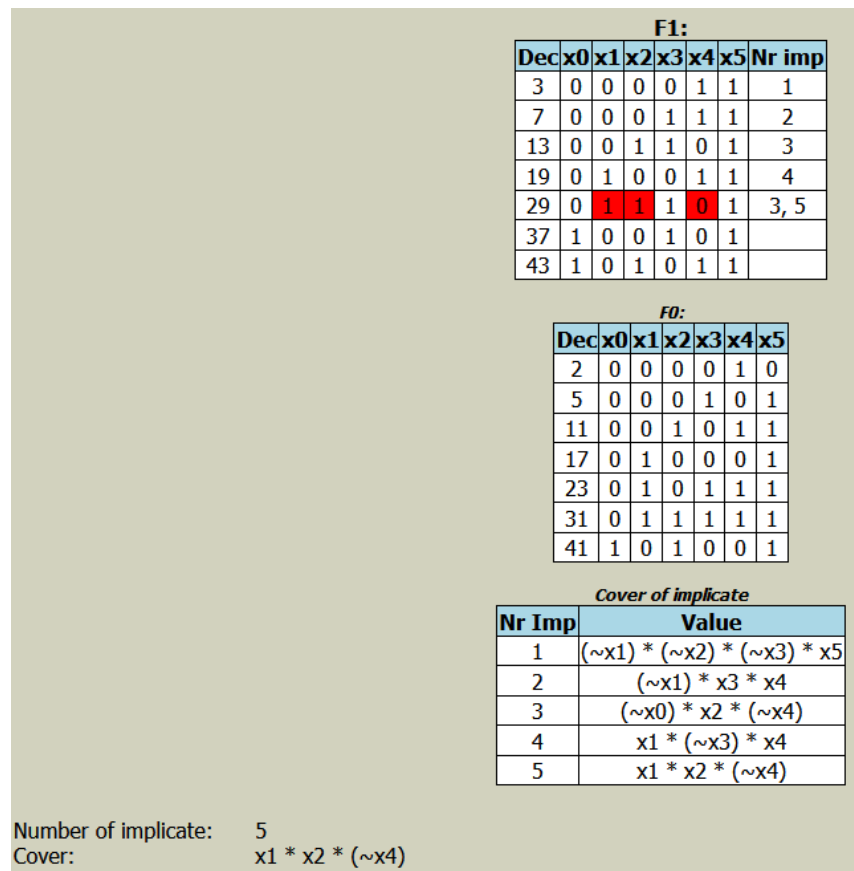 F1:
Dec x0 x1 x2 x3 x4 x5 Nr imp
3 0 0 0 0 1 1 1
7 0 0 0 1 1 1 2
13 0 0 1 1 0 1 3
19 0 1 0 0 1 1 4
29 0 1 1 1 0 1 3, 5
37 1 0 0 1 0 1
43 1 0 1 0 1 1
F0:
Dec x0 x1 x2 x3 x4 x5
2 0 0 0 0 1 0
5 0 0 0 1 0 1
11 0 0 1 0 1 1
17 0 1 0 0 0 1
23 0 1 0 1 1 1
31 0 1 1 1 1 1
41 1 0 1 0 0 1
Cover of implicate
Nr Imp Value
1 (~x1) * (~x2) * (~x3) * x5
2 (~x1) * x3 * x4
3 (~x0) * x2 * (~x4)
4 x1 * (~x3) * x4
5 x1 * x2 * (~x4)
Number of implicate: 5
Cover: x1 * x2 * (~x4)